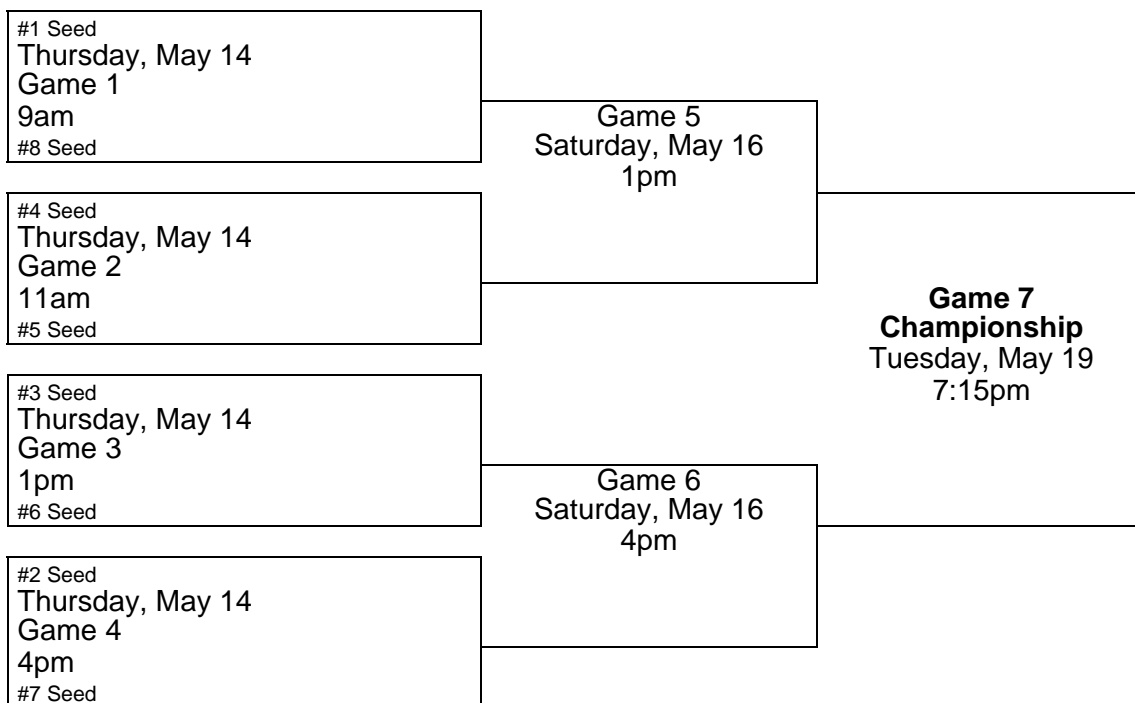 #1 Seed
Thursday, May 14
Game 1
9am
#8 Seed
Game 5
Saturday, May 16
1pm
#4 Seed
Thursday, May 14
Game 2
11am
#5 Seed
Game 7
Championship
Tuesday, May 19
7:15pm
#3 Seed
Thursday, May 14
Game 3
1pm
#6 Seed
Game 6
Saturday, May 16
4pm
#2 Seed
Thursday, May 14
Game 4
4pm
#7 Seed